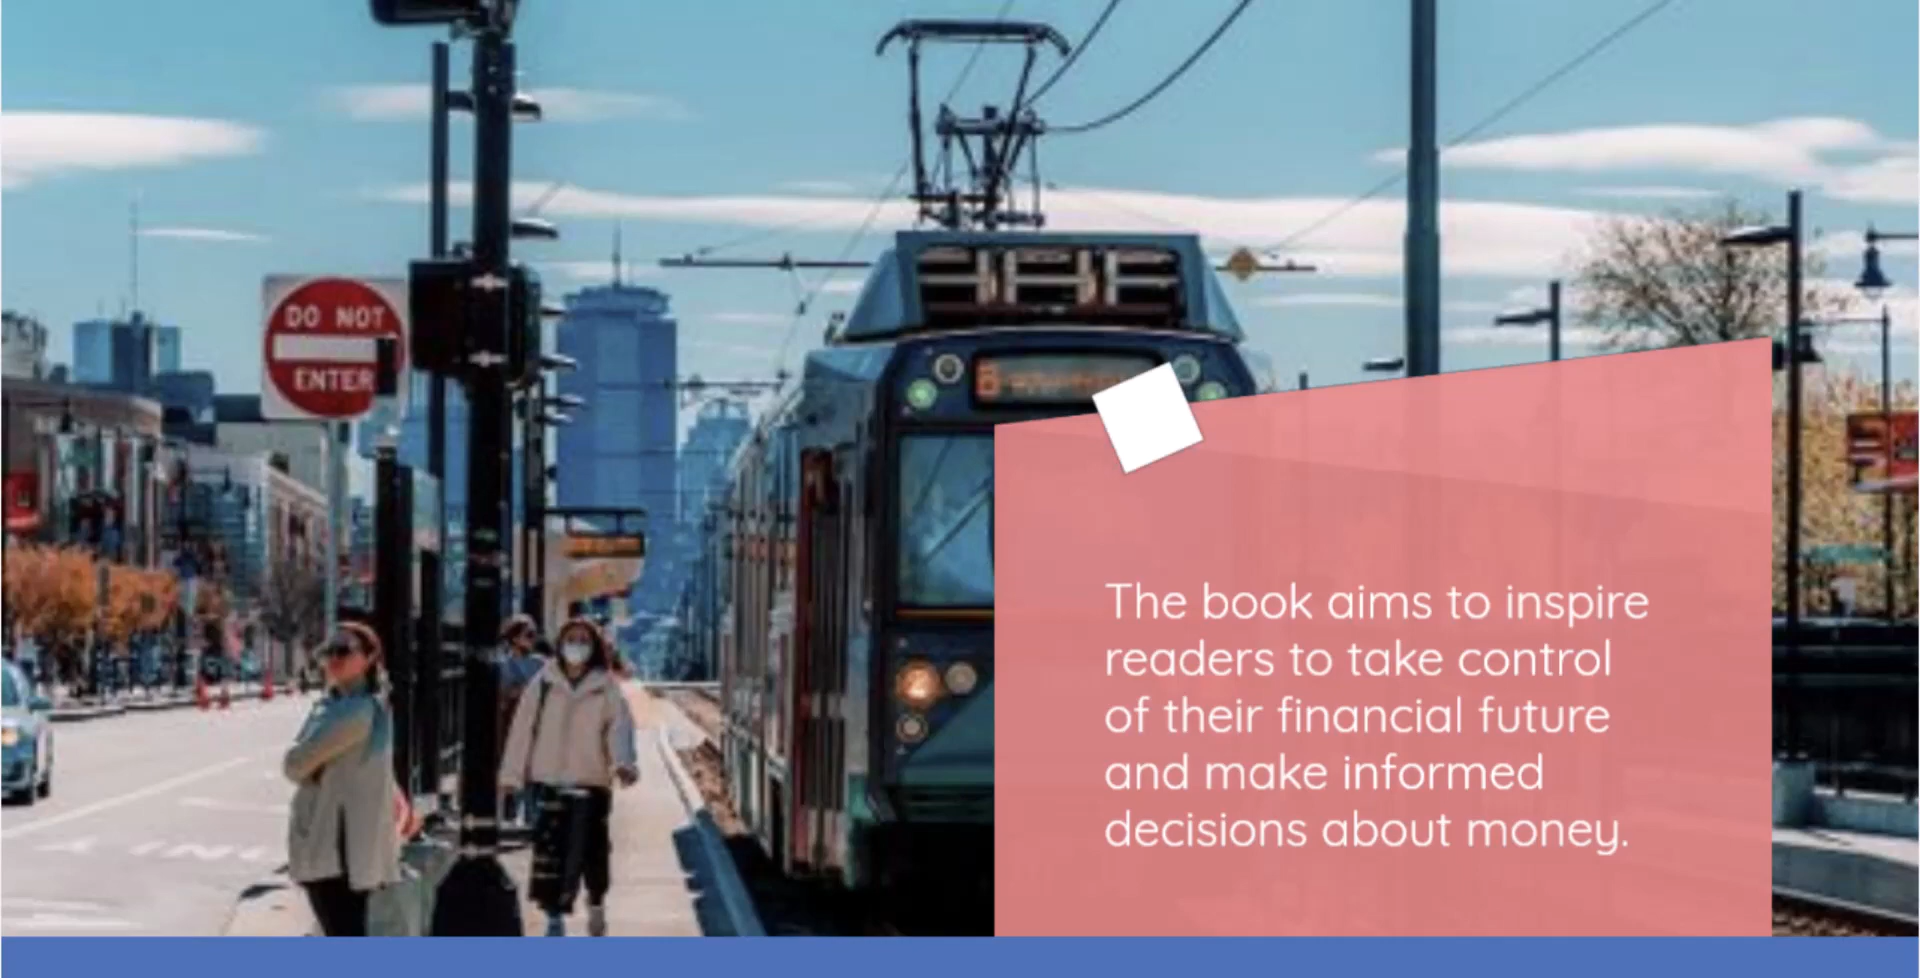 DO NOT
ENTER
B
The book aims to inspire
readers to take control
of their financial future
and make informed
decisions about money.